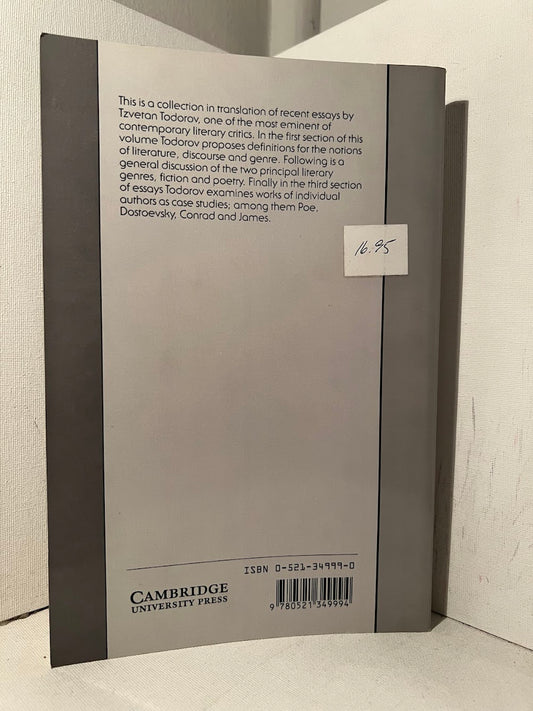 This is a collection in translation of recent essays by
Tzvetan Todorov, one of the most eminent of
contemporary literary critics. In the first section of this
volume Todorov proposes definitions for the notions
of literature, discourse and genre. Following is a
general discussion of the two principal literary
genres, fiction and poetry. Finally in the third section
of essays Todorov examines works of individual
authors as case studies; among them Poe,
Dostoevsky, Conrad and James.
16.95
ISBN 0-521-34999-0
CAMBRIDGE
UNIVERSITY PRESS
9 780521 349994